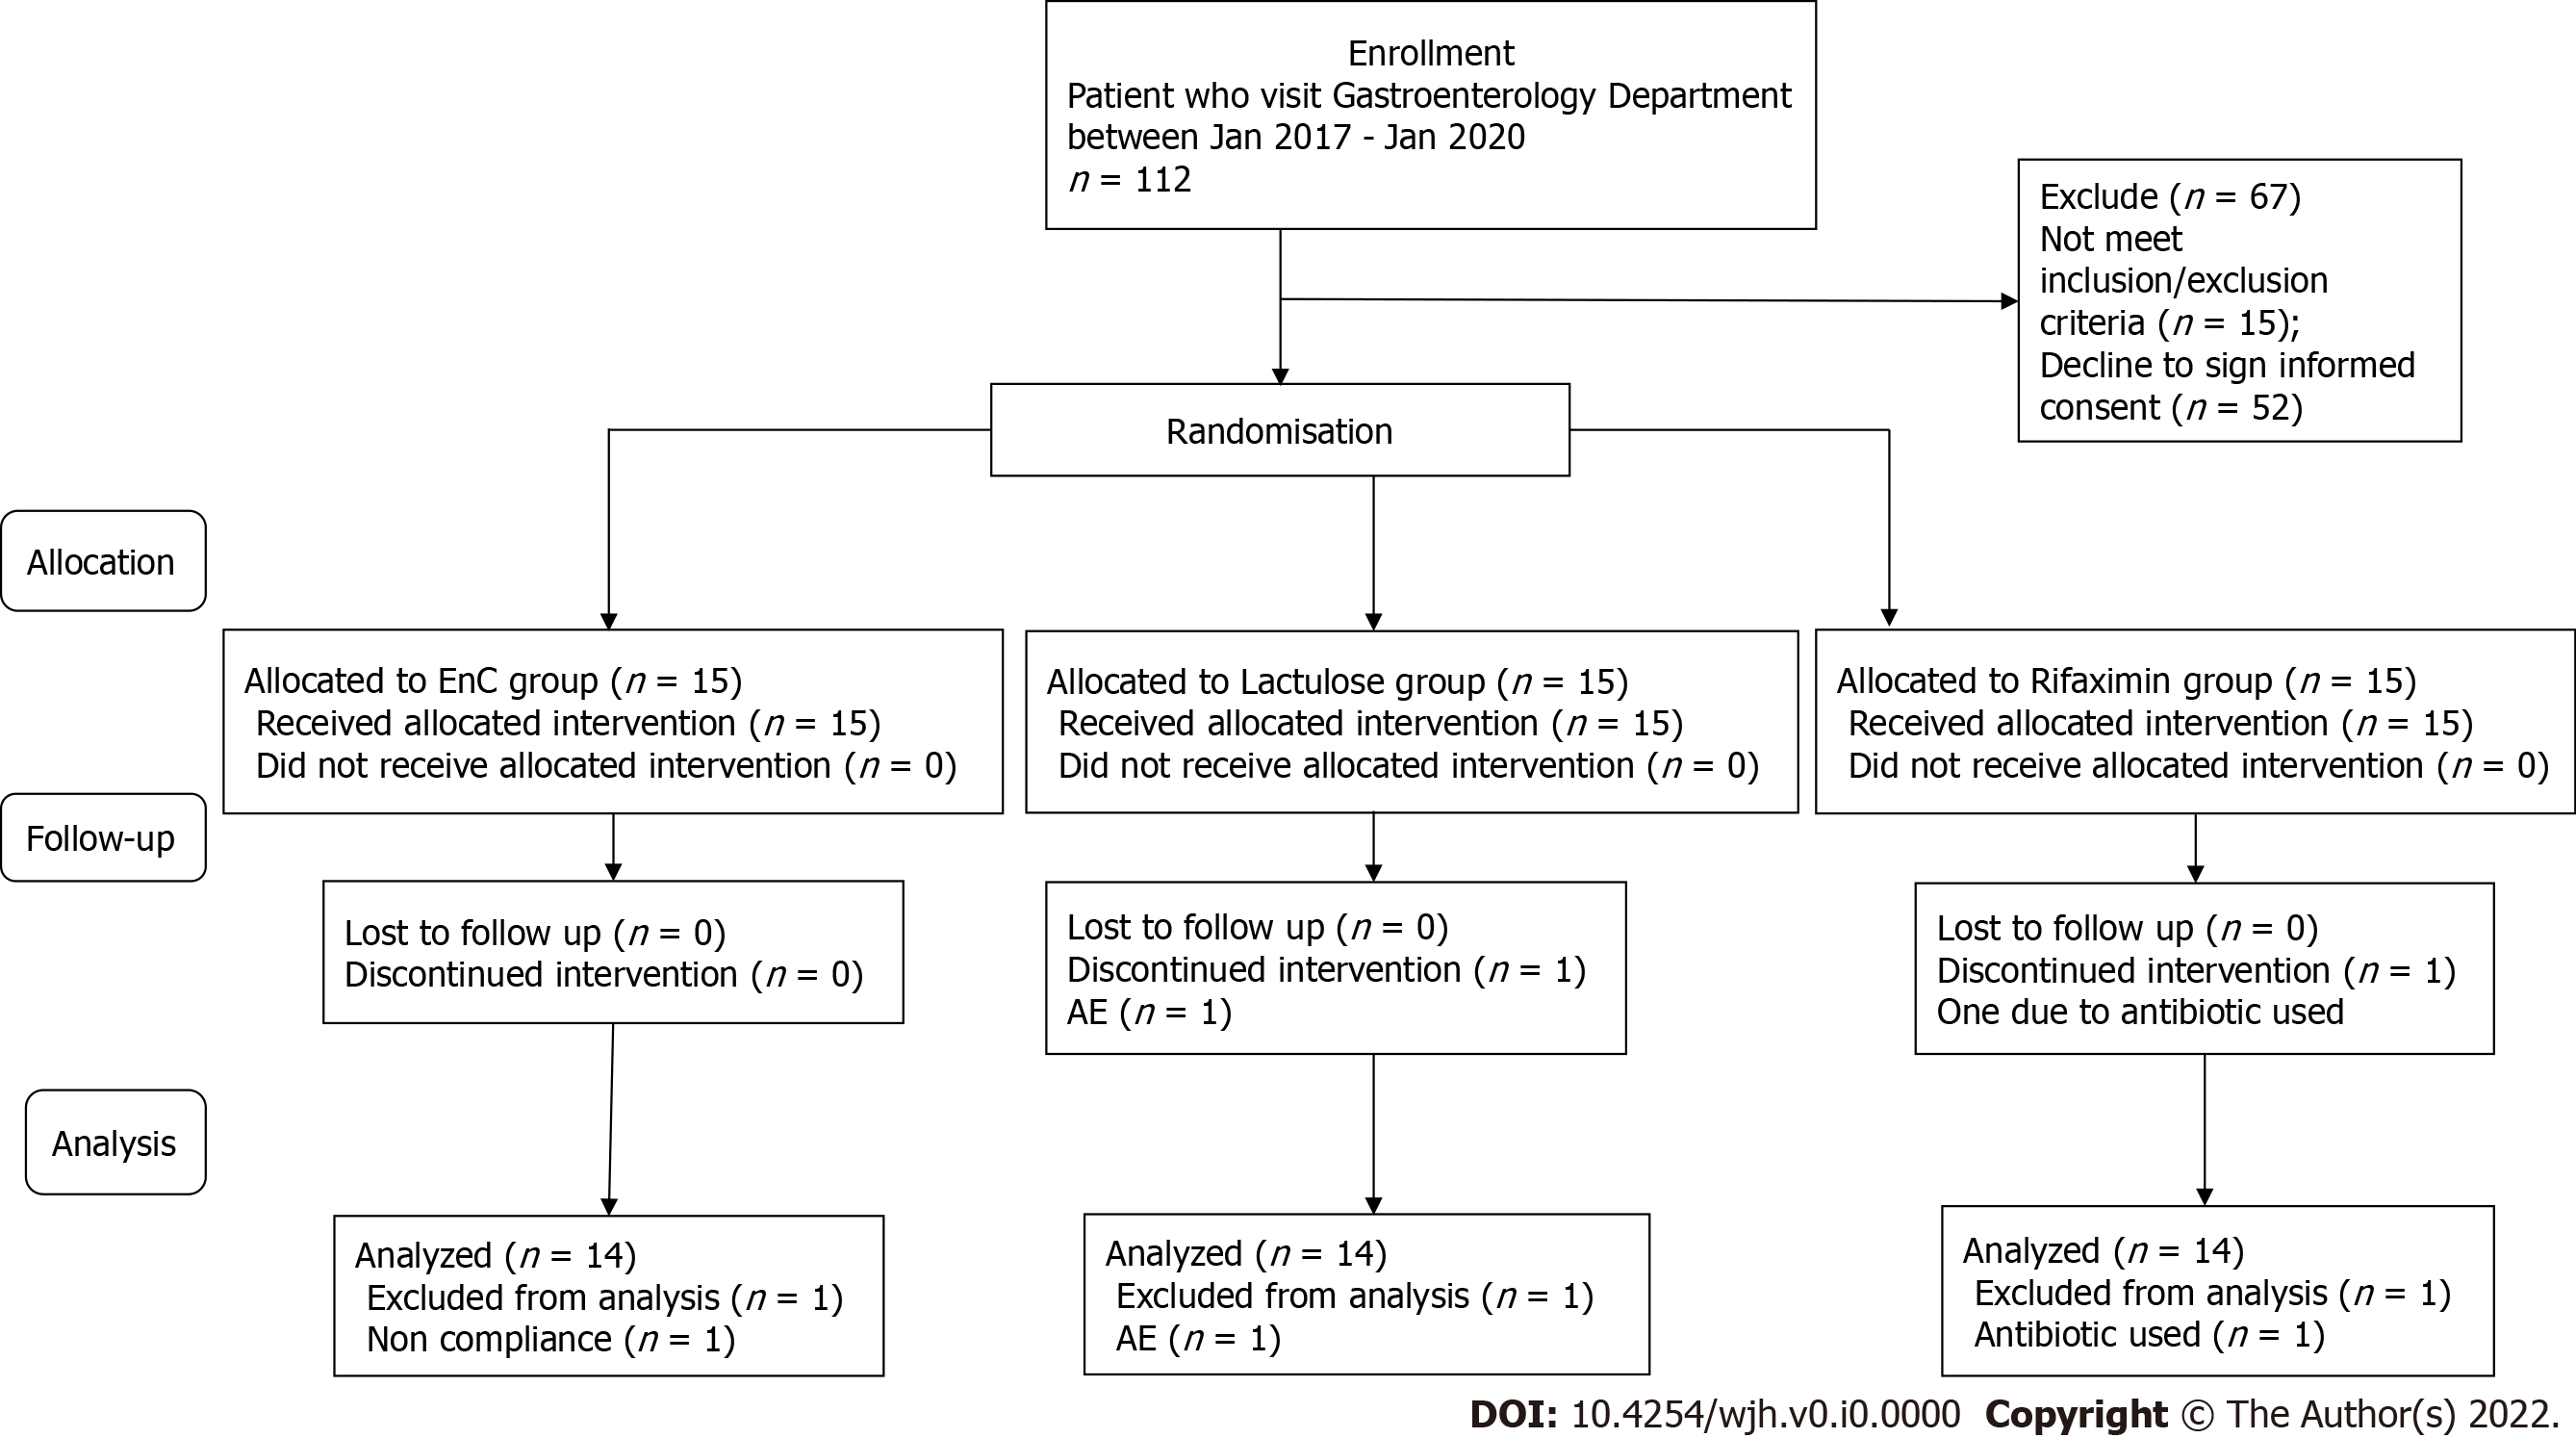 Enrollment
Patient who visit Gastroenterology Department
between Jan 2017 - Jan 2020
n = 112
Exclude (n = 67)
Not meet
inclusion/exclusion
criteria (n = 15);
Decline to sign informed
consent (n = 52)
Randomisation
Allocation
Allocated to EnC group (n = 15)
Received allocated intervention (n = 15)
Did not receive allocated intervention (n = 0)
Allocated to Lactulose group (n = 15)
Received allocated intervention (n = 15)
Did not receive allocated intervention (n = 0)
Allocated to Rifaximin group (n = 15)
Received allocated intervention (n = 15)
Did not receive allocated intervention (n = 0)
Follow-up
Lost to follow up (n = 0)
Discontinued intervention (n = 0)
Lost to follow up (n = 0)
Discontinued intervention (n = 1)
AE (n = 1)
Lost to follow up (n = 0)
Discontinued intervention (n = 1)
One due to antibiotic used
Analysis
Analyzed (n = 14)
Excluded from analysis (n = 1)
Non compliance (n = 1)
Analyzed (n = 14)
Excluded from analysis (n = 1)
AE (n = 1)
Analyzed (n = 14)
Excluded from analysis (n = 1)
Antibiotic used (n = 1)
DOI: 10.4254/wjh.v0.i0.0000 Copyright © The Author(s) 2022.